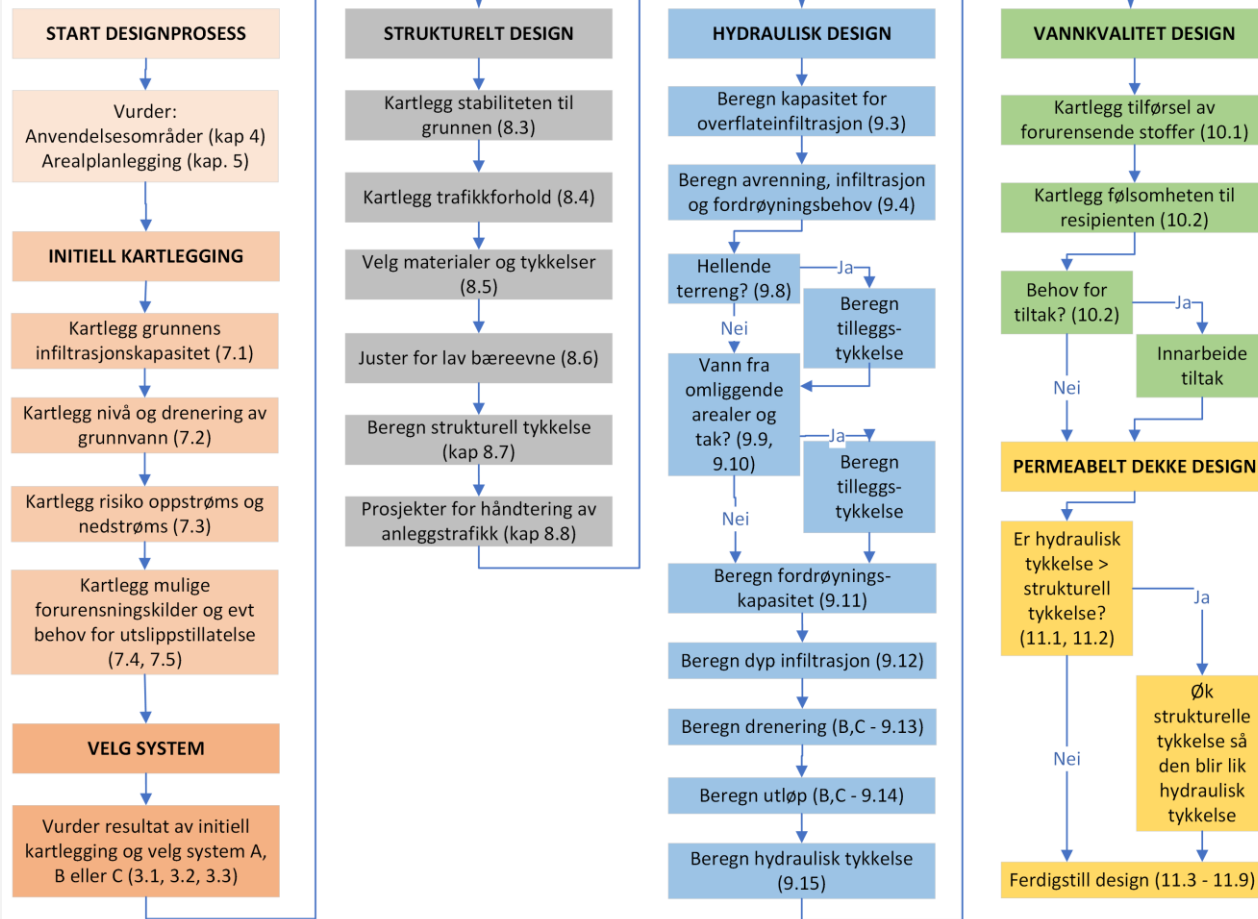 START DESIGNPROSESS
Vurder:
Anvendelsesområder (kap 4)
Arealplanlegging (kap. 5)
INITIELL KARTLEGGING
Kartlegg grunnens
infiltrasjonskapasitet (7.1)
Kartlegg nivå og drenering av
grunnvann (7.2)
Kartlegg risiko oppstrøms og
nedstrøms (7.3)
Kartlegg mulige
forurensningskilder og evt
behov for utslippstillatelse
(7.4, 7.5)
VELG SYSTEM
Vurder resultat av initiell
kartlegging og velg system A,
B eller C (3.1, 3.2, 3.3)
STRUKTURELT DESIGN
Kartlegg stabiliteten til
grunnen (8.3)
Kartlegg trafikkforhold (8.4)
Velg materialer og tykkelser
(8.5)
Juster for lav bæreevne (8.6)
Beregn strukturell tykkelse
(kap 8.7)
Prosjekter for håndtering av
anleggstrafikk (kap 8.8)
HYDRAULISK DESIGN
Beregn kapasitet for
overflateinfiltrasjon (9.3)
Beregn avrenning, infiltrasjon
og fordrøyningsbehov (9.4)
Hellende
terreng? (9.8)
Ja
Beregn
tilleggs-
tykkelse
Nei
Vann fra
omliggende
arealer og
tak? (9.9,
9.10)
Ja
Beregn
tilleggs-
tykkelse
Nei
Beregn fordrøynings-
kapasitet (9.11)
Beregn dyp infiltrasjon (9.12)
Beregn drenering (B,C - 9.13)
Beregn utløp (B,C - 9.14)
Beregn hydraulisk tykkelse
(9.15)
VANNKVALITET DESIGN
Kartlegg tilførsel av
forurensende stoffer (10.1)
Kartlegg følsomheten til
resipienten (10.2)
Behov for
tiltak? (10.2)
Ja
Innarbeide
tiltak
Nei
PERMEABELT DEKKE DESIGN
Er hydraulisk
tykkelse >
strukturell
tykkelse?
(11.1, 11.2)
Ja
Øk
strukturelle
tykkelse så
den blir lik
hydraulisk
tykkelse
Nei
Ferdigstill design (11.3 - 11.9)